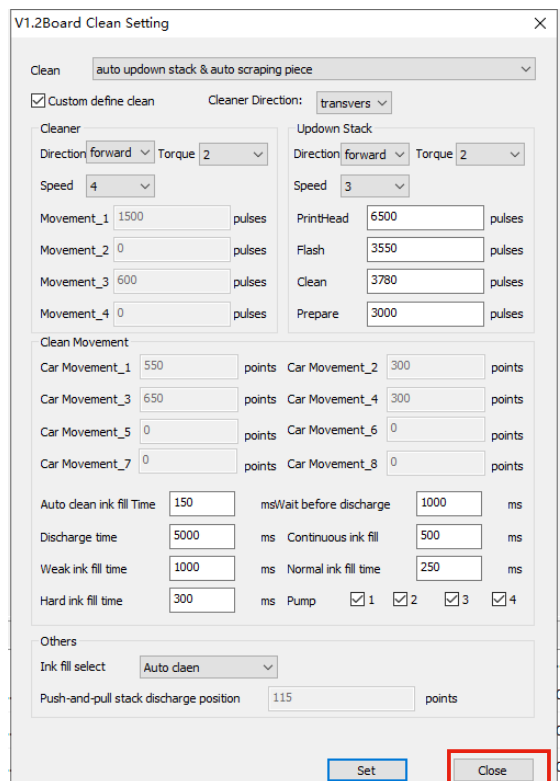 V1.2Board Clean Setting
Clean auto updown stack & auto scraping piece
Custom define clean Cleaner Direction: transvers
Cleaner Updown Stack
Direction forward Torque 2 Direction forward Torque 2
Speed 4 Speed 3
Movement_1 1500 pulses PrintHead 6500 pulses
Movement_2 0 pulses Flash 3550 pulses
Movement_3 600 pulses Clean 3780 pulses
Movement_4 0 pulses Prepare 3000 pulses
Clean Movement
Car Movement_1 550 points Car Movement_2 300 points
Car Movement_3 650 points Car Movement_4 300 points
Car Movement_5 0 points Car Movement_6 0 points
Car Movement_7 0 points Car Movement_8 0 points
Auto clean ink fill Time 150 ms Wait before discharge 1000 ms
Discharge time 5000 ms Continuous ink fill 500 ms
Weak ink fill time 1000 ms Normal ink fill time 250 ms
Hard ink fill time 300 ms Pump 1 2 3 4
Others
Ink fill select Auto claen
Push-and-pull stack discharge position 115 points
Set Close